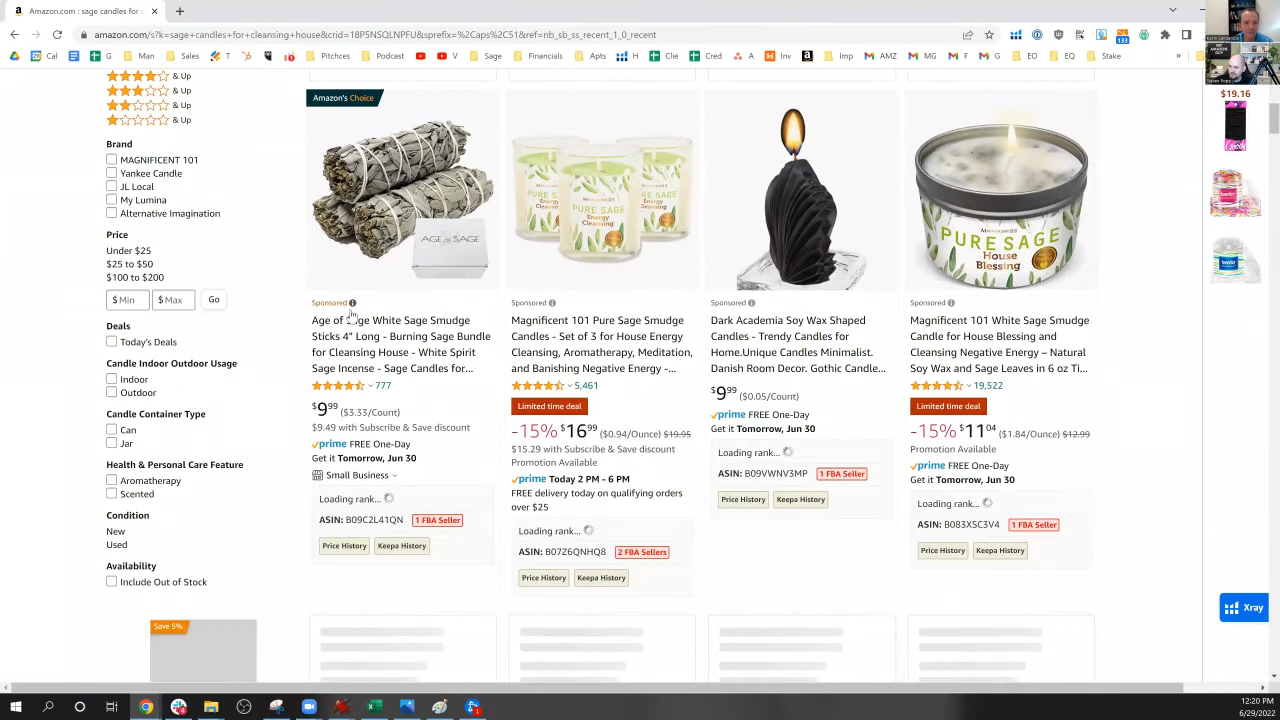 Amazon.com : sage candles for c
amazon.com/s?k=sage+candles+for+cleansing+house&crid=18P5NSQLNPFU&sprefix=%2Caps%2C51&ref=nb_sb_ss_recent_1_0_recent
Cal
G
Man
Sales
T
Pitches
Podcast
V
Sage
Financials
Apbi
H
Clie
Cred
A
Inv
Imp
AMZ
MG
F
G
EO
EQ
Stake
133
Kevin Sanderson
MY AMAZON GUY
Steven Pope
& Up
& Up
& Up
& Up
Brand
MAGNIFICENT 101
Yankee Candle
JL Local
My Lumina
Alternative Imagination
Price
Under $25
$25 to $50
$100 to $200
$ Min
$ Max
Go
Deals
Today's Deals
Candle Indoor Outdoor Usage
Indoor
Outdoor
Candle Container Type
Can
Jar
Health & Personal Care Feature
Aromatherapy
Scented
Condition
New
Used
Availability
Include Out of Stock
Save 5%
Amazon's Choice
AGE of SAGE
Sponsored
Age of Sage White Sage Smudge
Sticks 4" Long - Burning Sage Bundle
for Cleansing House - White Spirit
Sage Incense - Sage Candles for...
777
$9 99 ($3.33/Count)
$9.49 with Subscribe & Save discount
prime FREE One-Day
Get it Tomorrow, Jun 30
Small Business
Loading rank...
ASIN: B09C2L41QN 1 FBA Seller
Price History Keepa History
MAGNIFICENT 101
PURE SAGE
Energy
Cleansing
Sponsored
Magnificent 101 Pure Sage Smudge
Candles - Set of 3 for House Energy
Cleansing, Aromatherapy, Meditation,
and Banishing Negative Energy -...
5,461
Limited time deal
-15% $16 99 ($0.94/Ounce) $19.95
$15.29 with Subscribe & Save discount
Promotion Available
prime Today 2 PM - 6 PM
FREE delivery today on qualifying orders
over $25
Loading rank...
ASIN: B07Z6QNHQ8 2 FBA Sellers
Price History Keepa History
Sponsored
Dark Academia Soy Wax Shaped
Candles - Trendy Candles for
Home.Unique Candles Minimalist.
Danish Room Decor. Gothic Candle...
$9 99 ($0.05/Count)
prime FREE One-Day
Get it Tomorrow, Jun 30
Loading rank...
ASIN: B09VWNV3MP 1 FBA Seller
Price History Keepa History
MAGNIFICENT 101
PURE SAGE
House
Blessing
Sponsored
Magnificent 101 White Sage Smudge
Candle for House Blessing and
Cleansing Negative Energy – Natural
Soy Wax and Sage Leaves in 6 oz Ti...
19,522
Limited time deal
-15% $11 04 ($1.84/Ounce) $12.99
Promotion Available
prime FREE One-Day
Get it Tomorrow, Jun 30
Loading rank...
ASIN: B083XSC3V4 1 FBA Seller
Price History Keepa History
$19.16
Xray
12:20 PM
6/29/2022